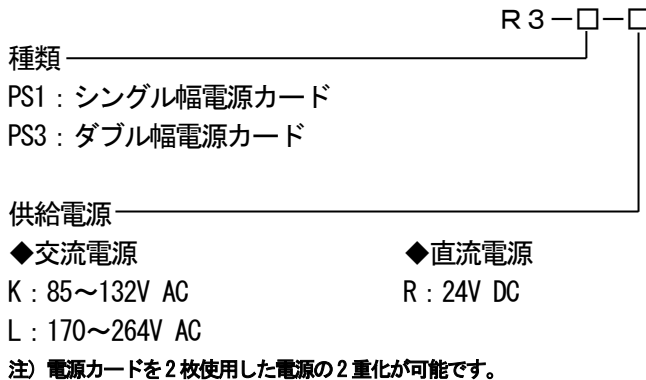 R3-□-□
種類
PS1：シングル幅電源カード
PS3：ダブル幅電源カード
供給電源
◆交流電源 ◆直流電源
K：85～132V AC R：24V DC
L：170～264V AC
注）電源カードを2枚使用した電源の2重化が可能です。